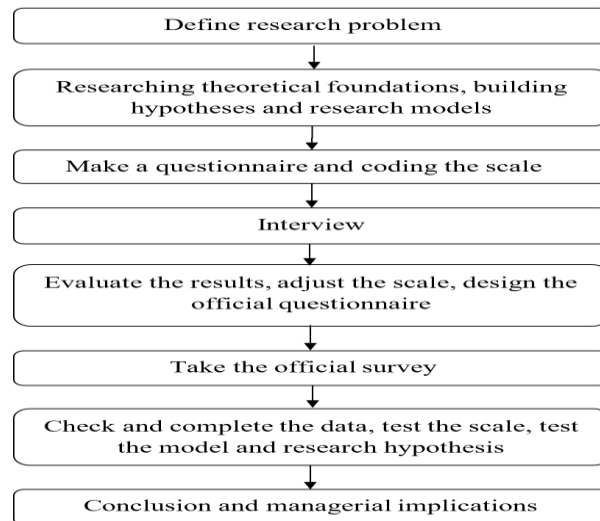 Define research problem
Researching theoretical foundations, building
hypotheses and research models
Make a questionnaire and coding the scale
Interview
Evaluate the results, adjust the scale, design the
official questionnaire
Take the official survey
Check and complete the data, test the scale, test
the model and research hypothesis
Conclusion and managerial implications